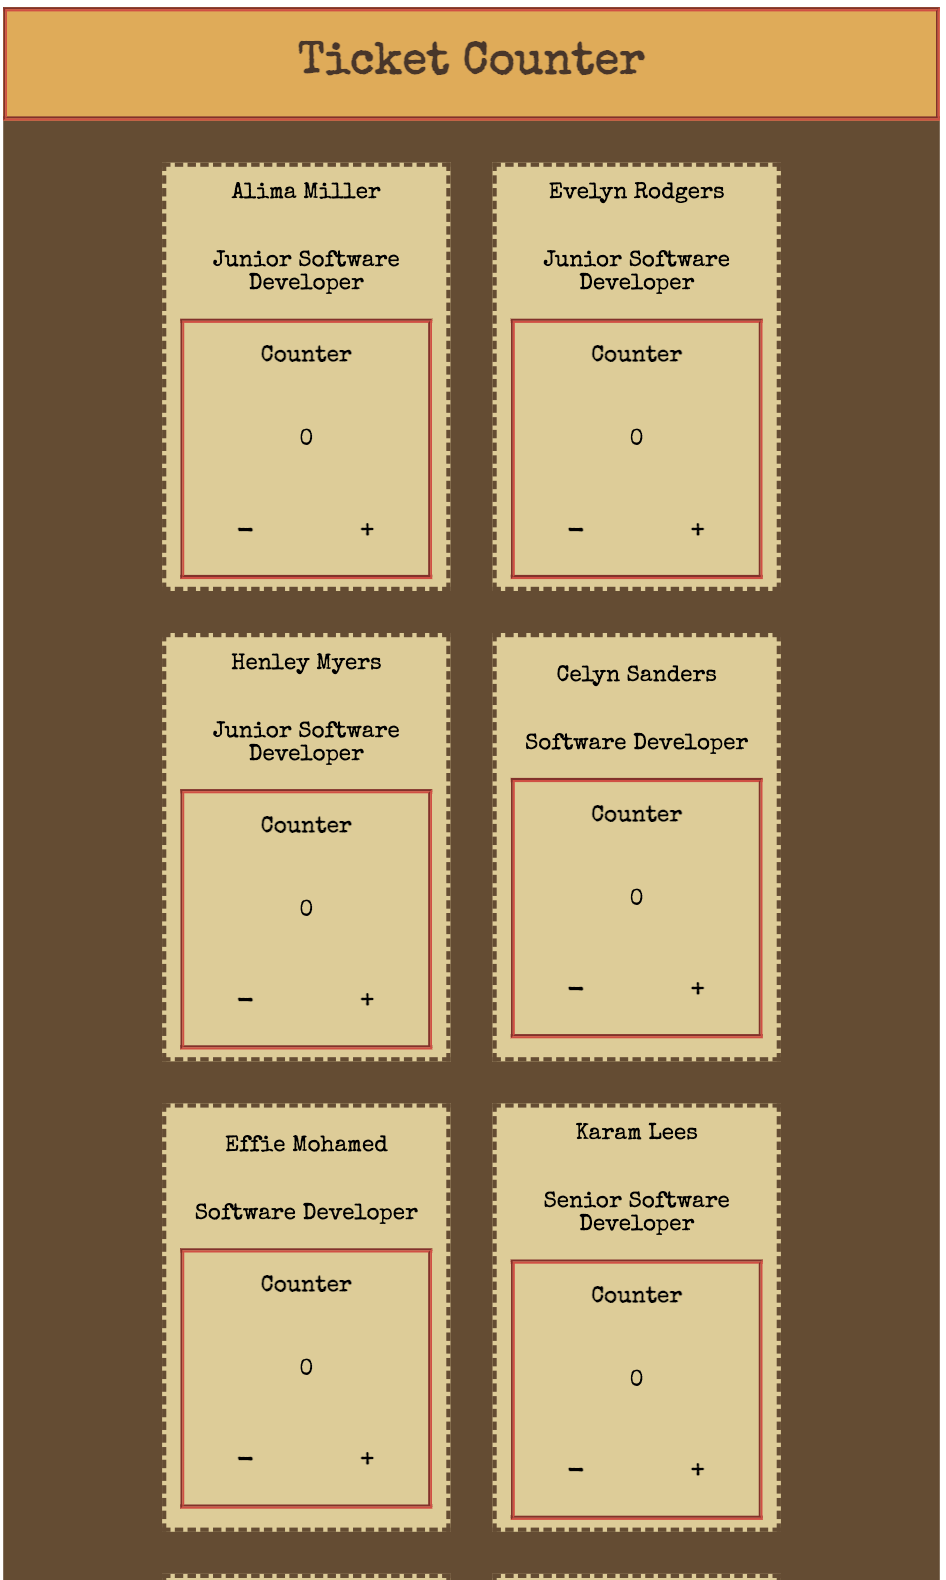 Ticket Counter
Alima Miller
Junior Software
Developer
Counter
0
- +
Evelyn Rodgers
Junior Software
Developer
Counter
0
- +
Henley Myers
Junior Software
Developer
Counter
0
- +
Celyn Sanders
Software Developer
Counter
0
- +
Effie Mohamed
Software Developer
Counter
0
- +
Karam Lees
Senior Software
Developer
Counter
0
- +